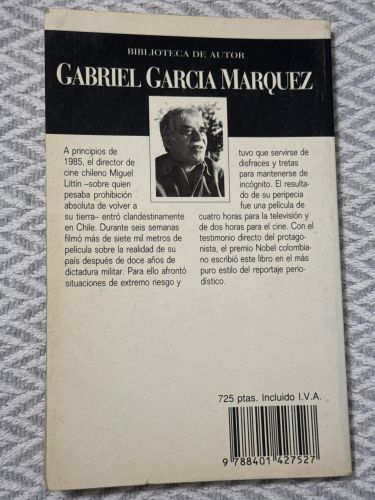 BIBLIOTECA DE AUTOR
GABRIEL GARCIA MARQUEZ
A principios de
1985, el director de
cine chileno Miguel
Littín –sobre quien
pesaba prohibición
absoluta de volver a
su tierra– entró clandestinamente
en Chile. Durante seis semanas
filmó más de siete mil metros de
película sobre la realidad de su
país después de doce años de
dictadura militar. Para ello afrontó
situaciones de extremo riesgo y
tuvo que servirse de
disfraces y tretas
para mantenerse de
incógnito. El resulta-
do de su peripecia
fue una película de
cuatro horas para la televisión y
de dos horas para el cine. Con el
testimonio directo del protago-
nista, el premio Nobel colombia-
no escribió este libro en el más
puro estilo del reportaje perio-
dístico.
725 ptas. Incluido I.V.A.
9 788401 427527